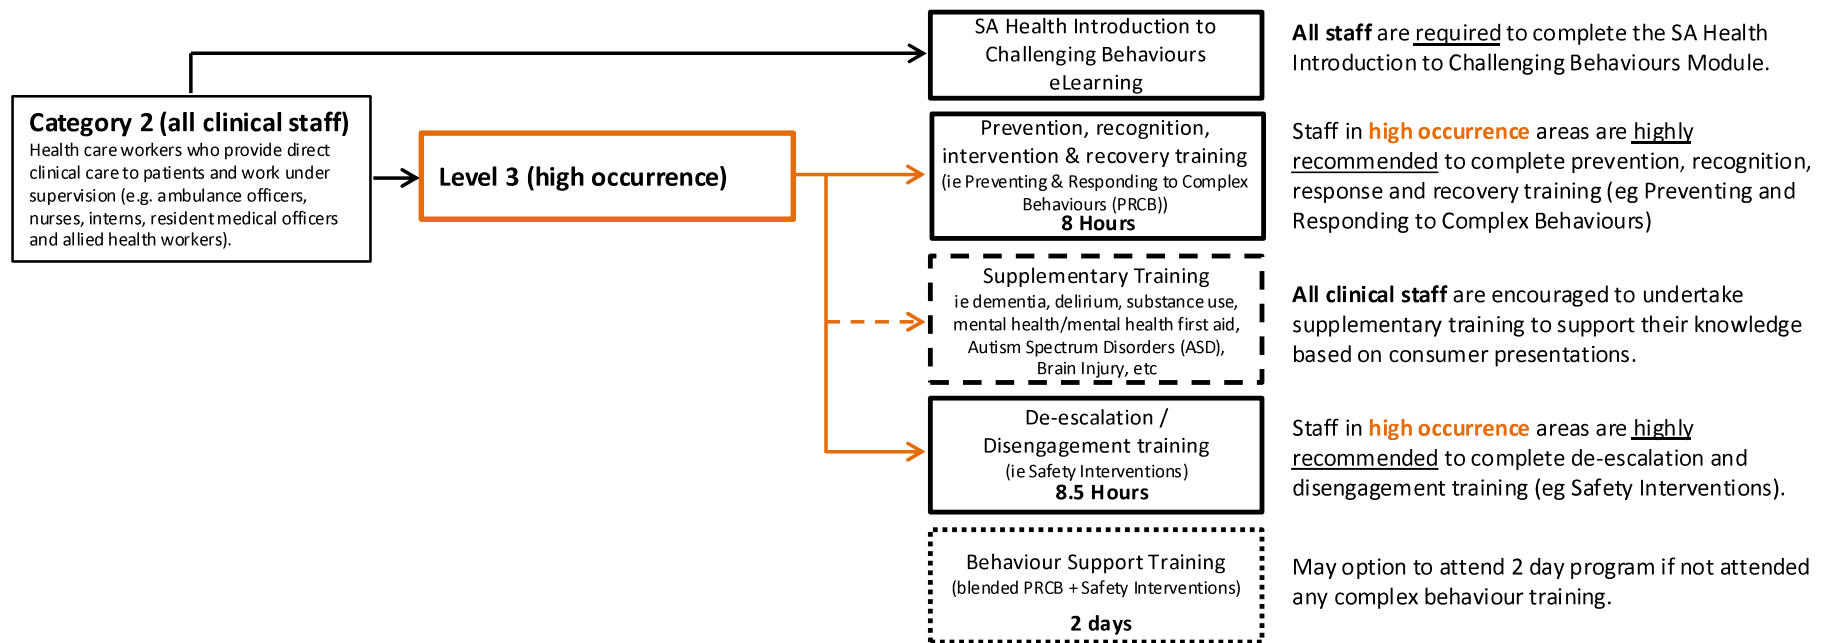 SA Health Introduction to
Challenging Behaviours
eLearning
All staff are required to complete the SA Health
Introduction to Challenging Behaviours Module.
Category 2 (all clinical staff)
Health care workers who provide direct
clinical care to patients and work under
supervision (e.g. ambulance officers,
nurses, interns, resident medical officers
and allied health workers).
Level 3 (high occurrence)
Prevention, recognition,
intervention & recovery training
(ie Preventing & Responding to Complex
Behaviours (PRCB))
8 Hours
Staff in high occurrence areas are highly
recommended to complete prevention, recognition,
response and recovery training (eg Preventing and
Responding to Complex Behaviours)
Supplementary Training
ie dementia, delirium, substance use,
mental health/mental health first aid,
Autism Spectrum Disorders (ASD),
Brain Injury, etc
All clinical staff are encouraged to undertake
supplementary training to support their knowledge
based on consumer presentations.
De-escalation /
Disengagement training
(ie Safety Interventions)
8.5 Hours
Staff in high occurrence areas are highly
recommended to complete de-escalation and
disengagement training (eg Safety Interventions).
Behaviour Support Training
(blended PRCB + Safety Interventions)
2 days
May option to attend 2 day program if not attended
any complex behaviour training.